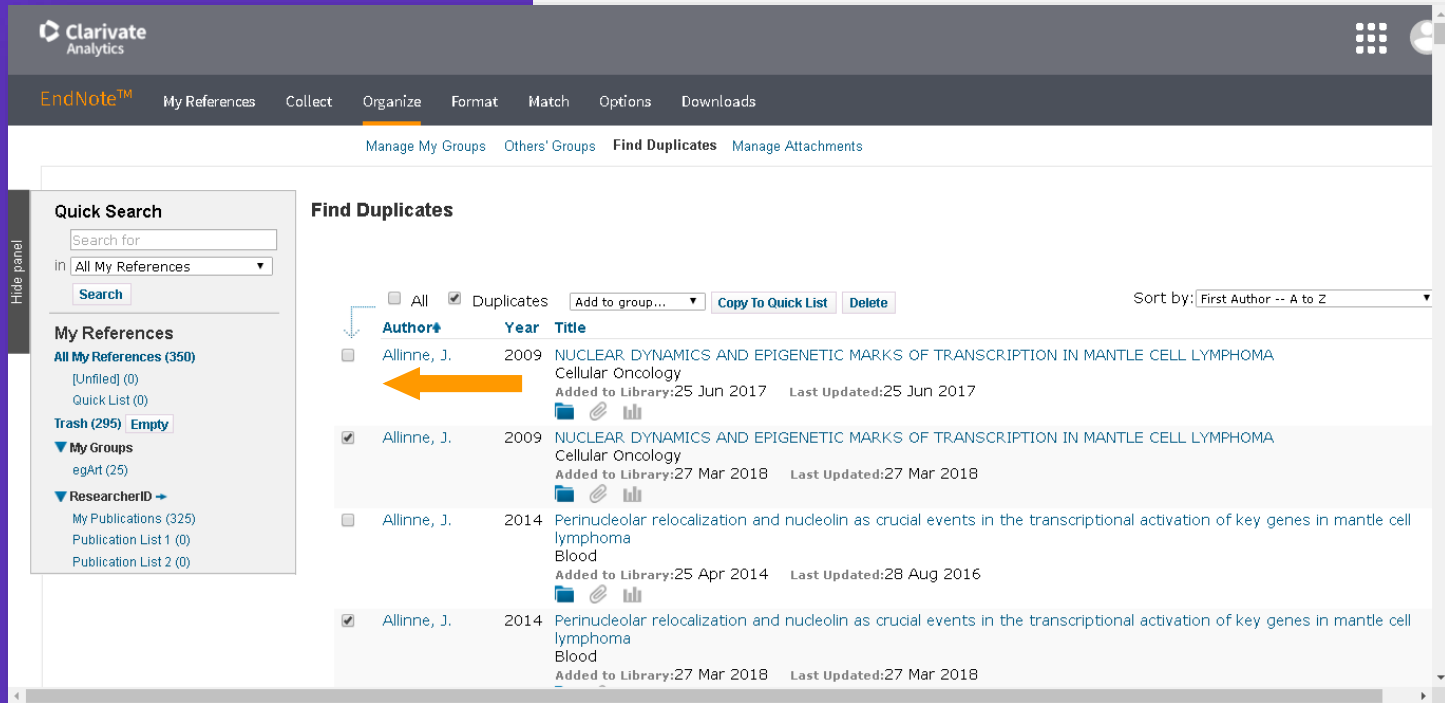 Clarivate
Analytics
EndNote™ My References Collect Organize Format Match Options Downloads
Manage My Groups Others' Groups Find Duplicates Manage Attachments
Hide panel
Quick Search
Search for
in All My References
Search
My References
All My References (350)
[Unfiled] (0)
Quick List (0)
Trash (295) Empty
My Groups
egArt (25)
ResearcherID
My Publications (325)
Publication List 1 (0)
Publication List 2 (0)
Find Duplicates
All Duplicates Add to group... Copy To Quick List Delete Sort by: First Author -- A to Z
Author Year Title
Allinne, J. 2009 NUCLEAR DYNAMICS AND EPIGENETIC MARKS OF TRANSCRIPTION IN MANTLE CELL LYMPHOMA
Cellular Oncology
Added to Library:25 Jun 2017 Last Updated:25 Jun 2017
Allinne, J. 2009 NUCLEAR DYNAMICS AND EPIGENETIC MARKS OF TRANSCRIPTION IN MANTLE CELL LYMPHOMA
Cellular Oncology
Added to Library:27 Mar 2018 Last Updated:27 Mar 2018
Allinne, J. 2014 Perinucleolar relocalization and nucleolin as crucial events in the transcriptional activation of key genes in mantle cell
lymphoma
Blood
Added to Library:25 Apr 2014 Last Updated:28 Aug 2016
Allinne, J. 2014 Perinucleolar relocalization and nucleolin as crucial events in the transcriptional activation of key genes in mantle cell
lymphoma
Blood
Added to Library:27 Mar 2018 Last Updated:27 Mar 2018